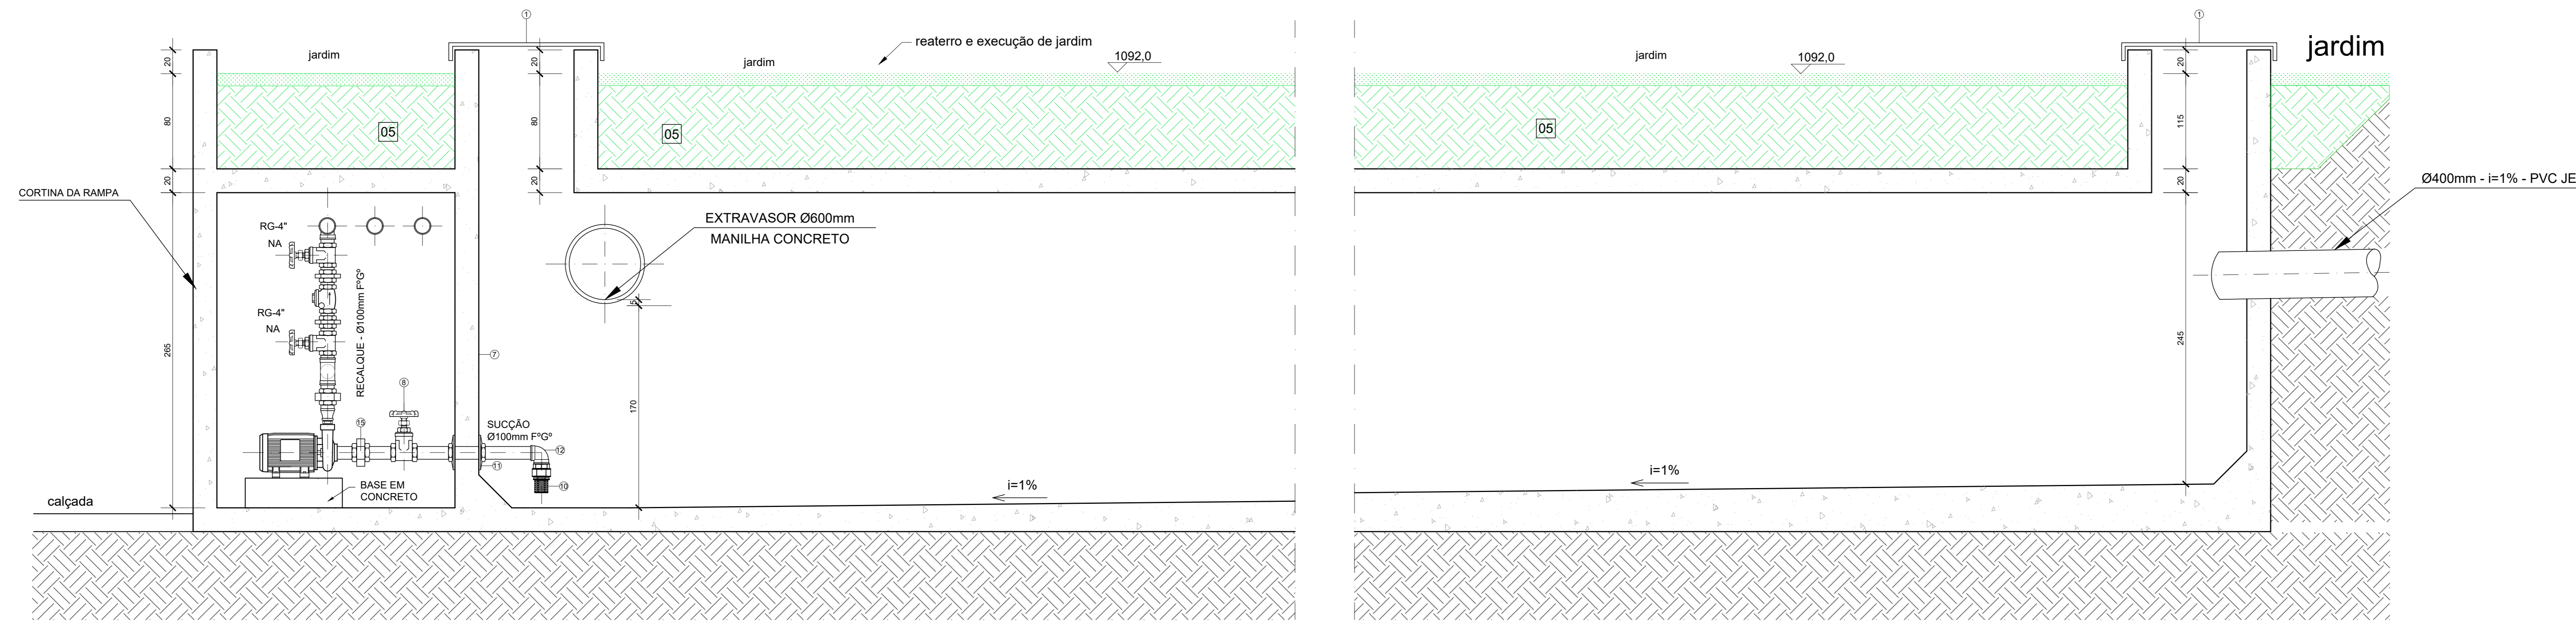 1
1
jardim
reaterro e execução de jardim
1092,0
jardim
jardim
1092,0
jardim
20
20
20
80
05
80
05
05
115
20
20
20
CORTINA DA RAMPA
Ø400mm - i=1% - PVC JE
RG-4"
NA
EXTRAVASOR Ø600mm
MANILHA CONCRETO
5
RG-4"
NA
RECALQUE - Ø100mm FºGº
265
7
245
8
170
15
SUCÇÃO
Ø100mm FºGº
12
11
10
i=1%
i=1%
BASE EM
CONCRETO
calçada